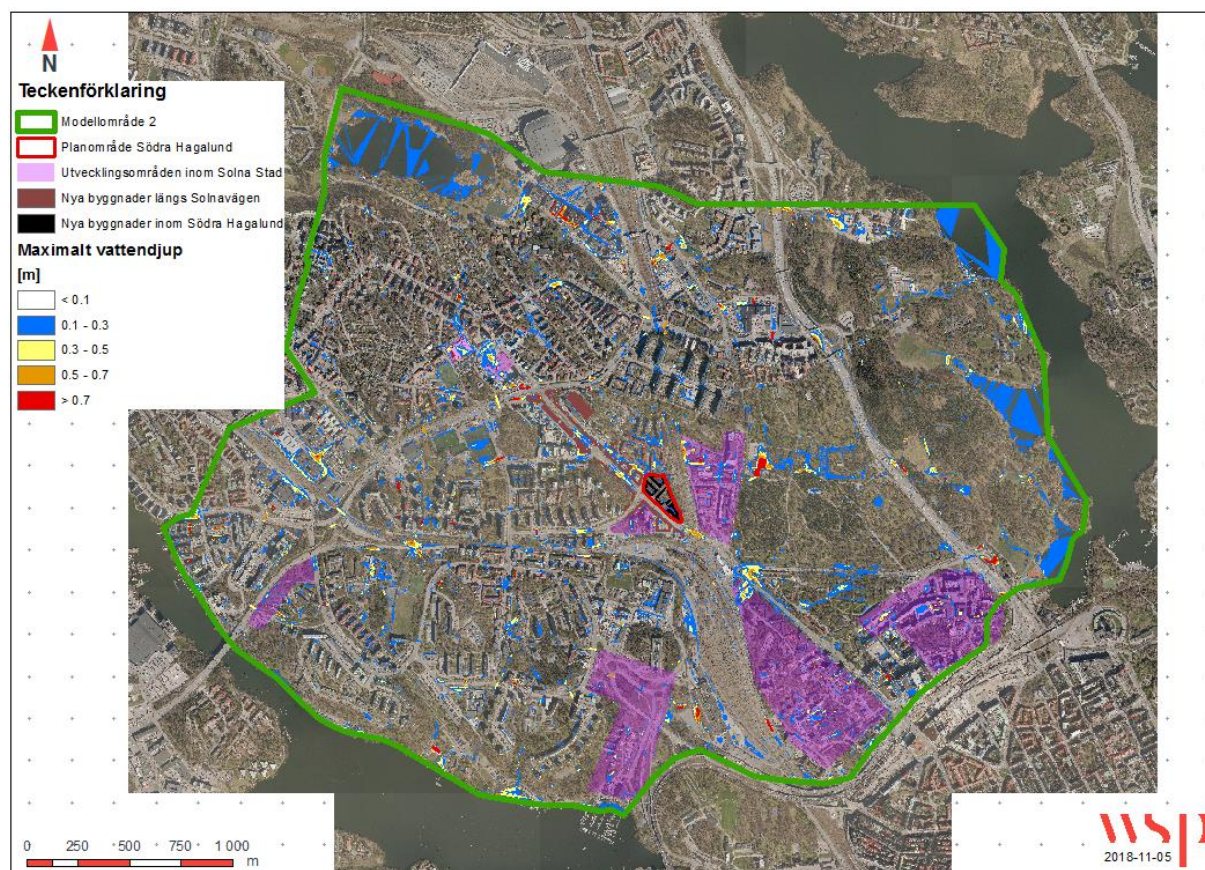 N
Teckenförklaring
Modellområde 2
Planområde Södra Hagalund
Utvecklingsområden inom Solna Stad
Nya byggnader längs Solnavägen
Nya byggnader inom Södra Hagalund
Maximalt vattendjup
[m]
< 0.1
0.1 - 0.3
0.3 - 0.5
0.5 - 0.7
> 0.7
0 250 500 750 1 000
m
wsp
2018-11-05